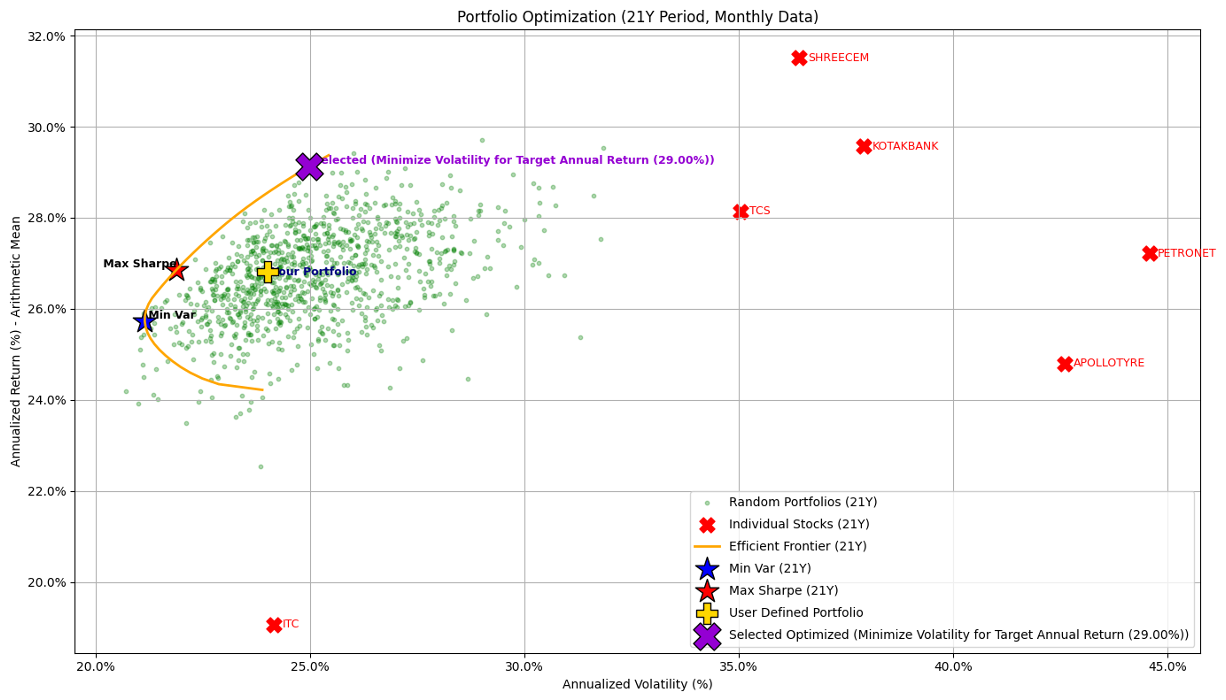 Portfolio Optimization (21Y Period, Monthly Data)
32.0%
30.0%
28.0%
26.0%
24.0%
22.0%
20.0%
Annualized Return (%) - Arithmetic Mean
SHREECEM
KOTAKBANK
elected (Minimize Volatility for Target Annual Return (29.00%))
TCS
PETRONET
Max Sharpe
our Portfolio
Min Var
APOLLOTYRE
ITC
Random Portfolios (21Y)
Individual Stocks (21Y)
Efficient Frontier (21Y)
Min Var (21Y)
Max Sharpe (21Y)
User Defined Portfolio
Selected Optimized (Minimize Volatility for Target Annual Return (29.00%))
20.0%
25.0%
30.0%
35.0%
40.0%
45.0%
Annualized Volatility (%)